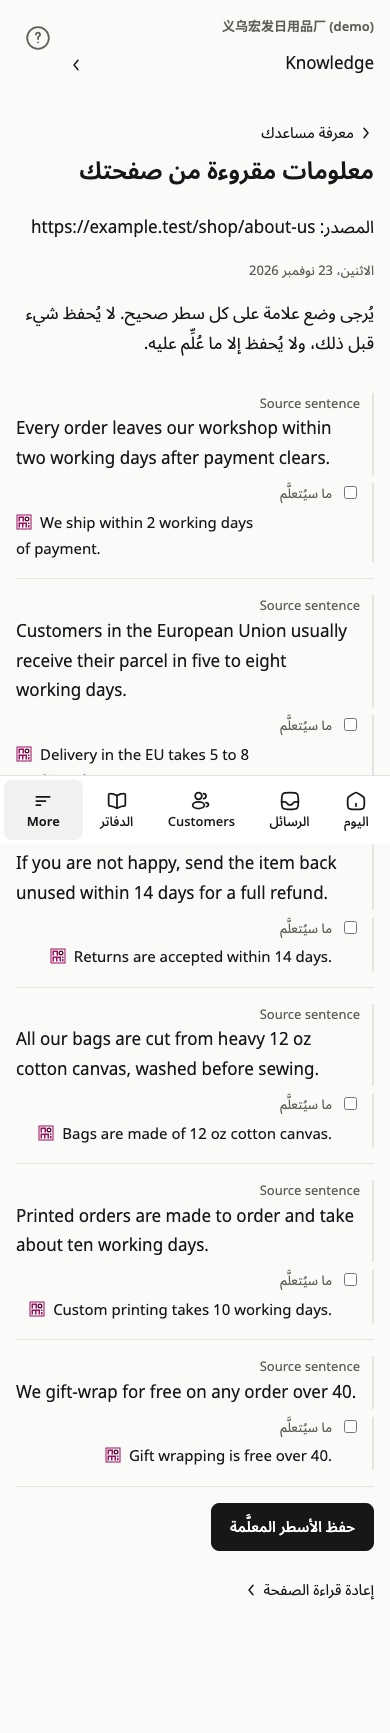 义乌宏发日用品厂 (demo)
Knowledge
معرفة مساعدك
معلومات مقروءة من صفحتك
المصدر: https://example.test/shop/about-us
الاثنين، 23 نوفمبر 2026
يُرجى وضع علامة على كل سطر صحيح. لا يُحفظ شيء
قبل ذلك، ولا يُحفظ إلا ما عُلِّم عليه.
Source sentence
Every order leaves our workshop within
two working days after payment clears.
ما سيُتعلَّم
We ship within 2 working days
of payment.
Source sentence
Customers in the European Union usually
receive their parcel in five to eight
working days.
ما سيُتعلَّم
Delivery in the EU takes 5 to 8
اليوم
الرسائل
Customers
الدفاتر
More
If you are not happy, send the item back
unused within 14 days for a full refund.
ما سيُتعلَّم
Returns are accepted within 14 days.
Source sentence
All our bags are cut from heavy 12 oz
cotton canvas, washed before sewing.
ما سيُتعلَّم
Bags are made of 12 oz cotton canvas.
Source sentence
Printed orders are made to order and take
about ten working days.
ما سيُتعلَّم
Custom printing takes 10 working days.
Source sentence
We gift-wrap for free on any order over 40.
ما سيُتعلَّم
Gift wrapping is free over 40.
حفظ الأسطر المعلَّمة
إعادة قراءة الصفحة